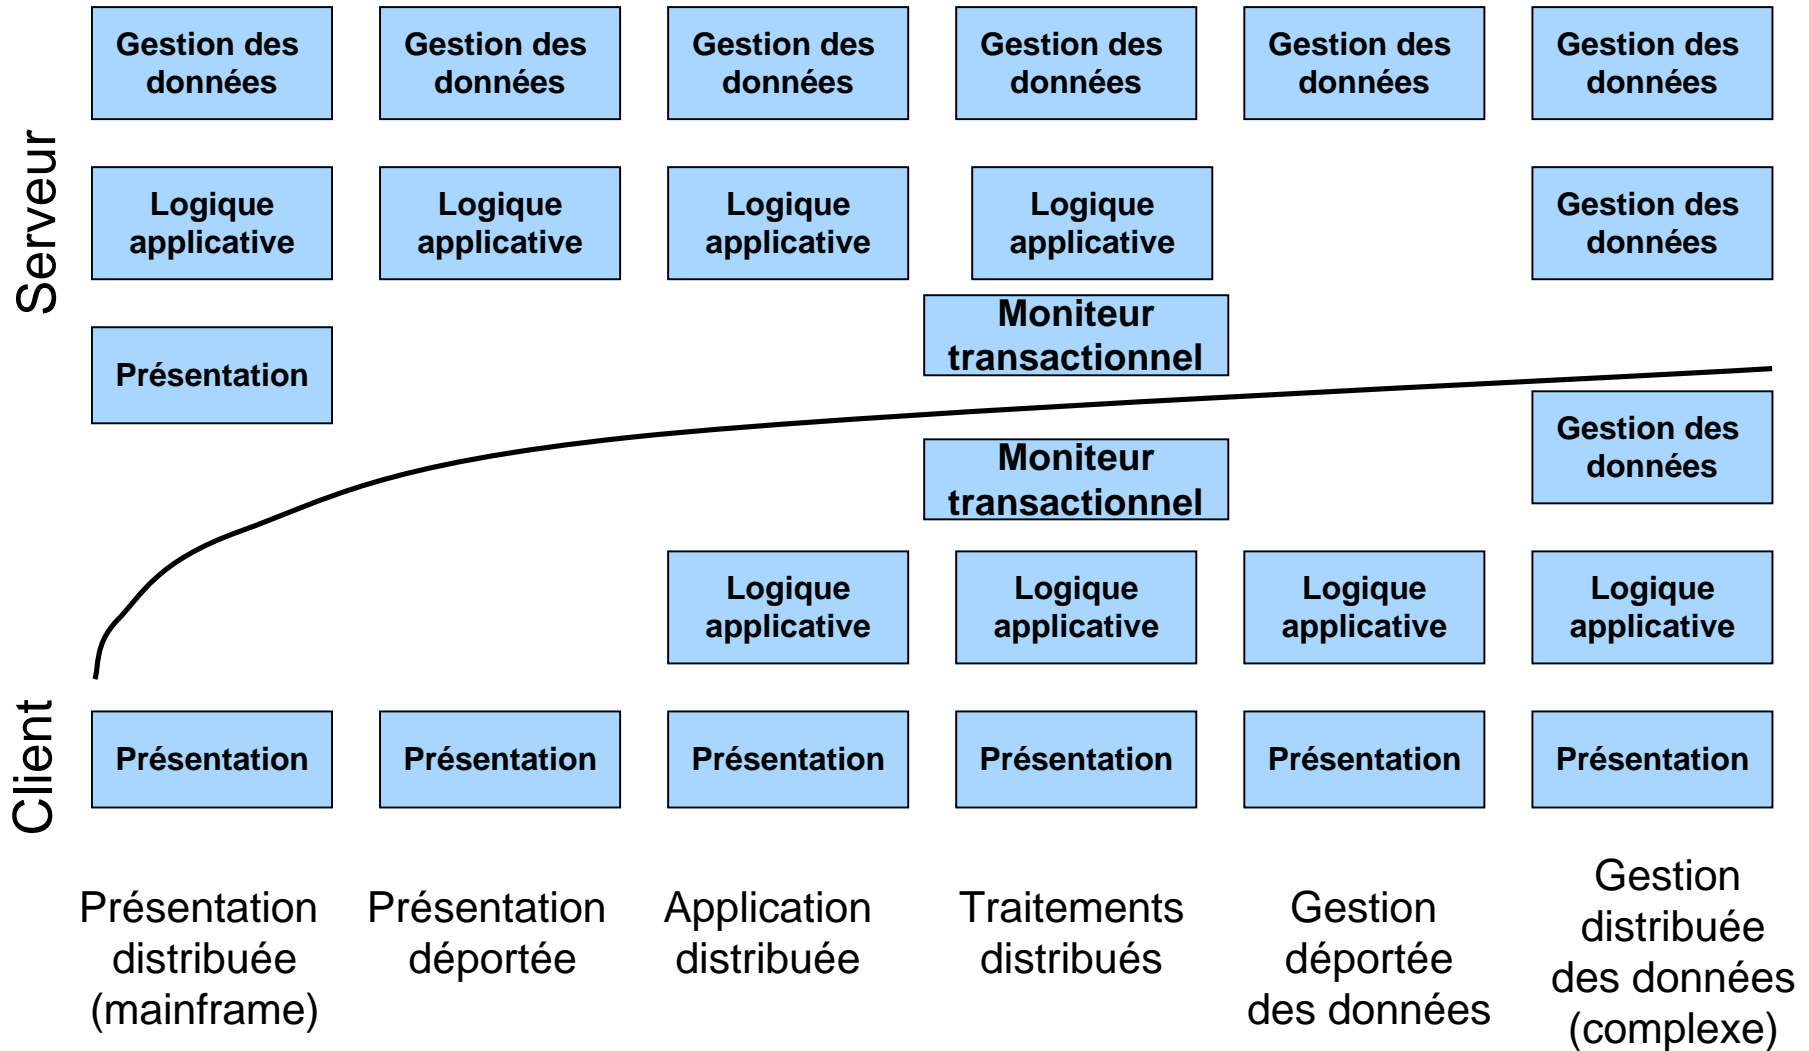 Serveur
Gestion des
données
Gestion des
données
Gestion des
données
Gestion des
données
Gestion des
données
Gestion des
données
Logique
applicative
Logique
applicative
Logique
applicative
Logique
applicative
Gestion des
données
Présentation
Moniteur
transactionnel
Gestion des
données
Moniteur
transactionnel
Logique
applicative
Logique
applicative
Logique
applicative
Logique
applicative
Client
Présentation
Présentation
Présentation
Présentation
Présentation
Présentation
Présentation
distribuée
(mainframe)
Présentation
déportée
Application
distribuée
Traitements
distribués
Gestion
déportée
des données
Gestion
distribuée
des données
(complexe)